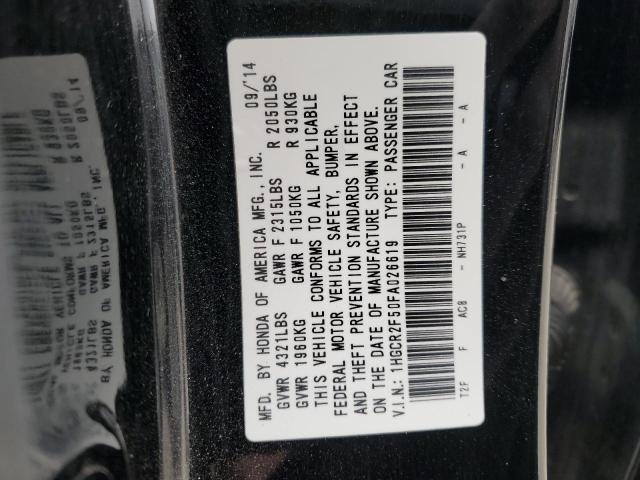 MFD. BY HONDA OF AMERICA MFG., INC. 09/'14
GVWR 4321LBS GAWR F 2315LBS R 2050LBS
GVWR 1960KG GAWR F 1050KG R 930KG
THIS VEHICLE CONFORMS TO ALL APPLICABLE
FEDERAL MOTOR VEHICLE SAFETY, BUMPER,
AND THEFT PREVENTION STANDARDS IN EFFECT
ON THE DATE OF MANUFACTURE SHOWN ABOVE.
V.I.N.: 1HGCR2F50FA026619 TYPE: PASSENGER CAR
T2F F AC8 - NH731P - A - A